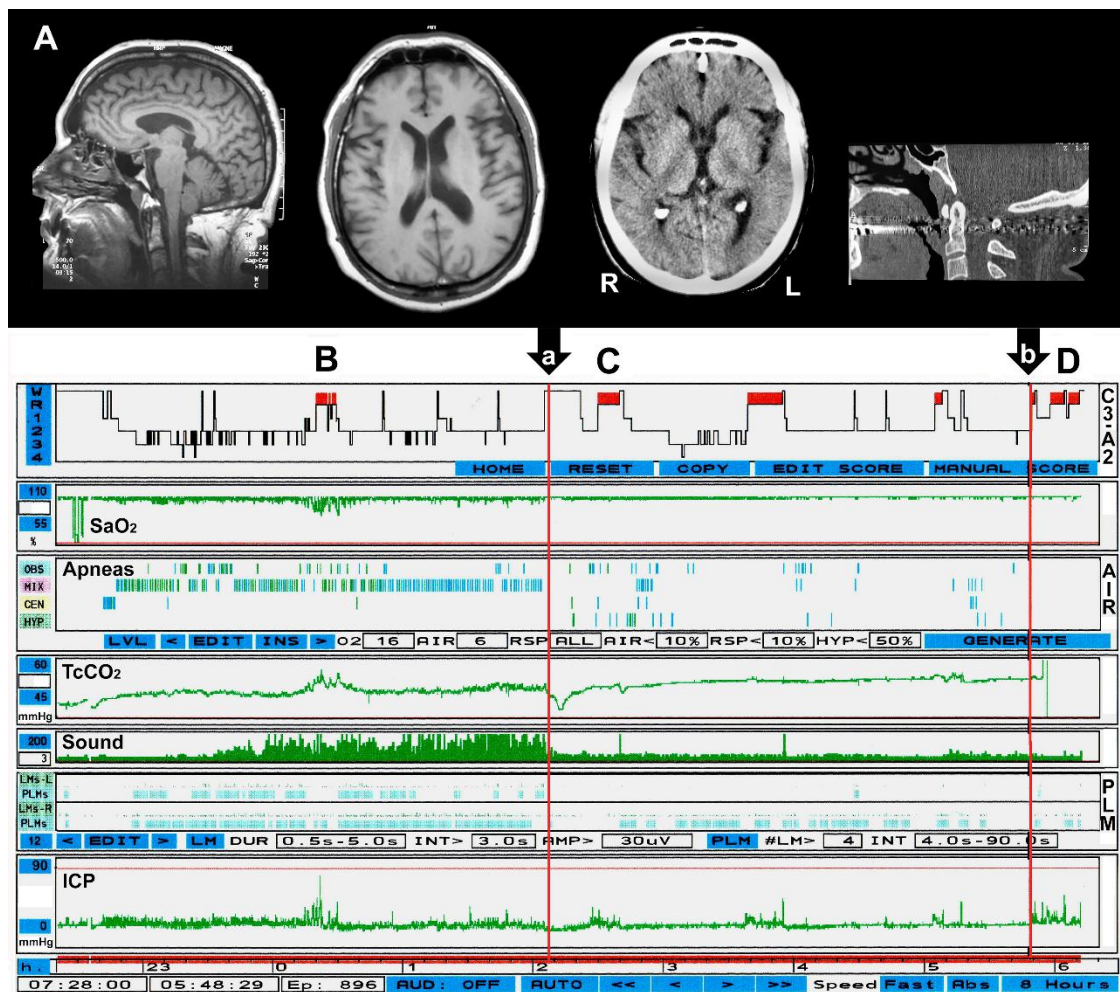 A
R
L
B
a
C
b
D
W
R
1
2
3
4
C3-A2
HOME RESET COPY EDIT SCORE MANUAL SCORE
110
55
%
SaO₂
OBS
MIX
CEN
HYP
Apneas
AIR
LVL < EDIT INS > O2 16 AIR 6 RSP ALL AIR< 10% RSP< 10% HYP< 50% GENERATE
60
45
mmHg
TcCO₂
200
3
Sound
LMs-L
PLMs
LMs-R
PLMs
PLM
12 < EDIT > LM DUR 0.5s-5.0s INT> 3.0s AMP> 30uV PLM #LM> 4 INT 4.0s-90.0s
90
0
mmHg
ICP
h. 23 0 1 2 3 4 5 6
07:28:00 05:48:29 Ep: 896 AUD: OFF AUTO << < > >> Speed Fast Abs 8 Hours